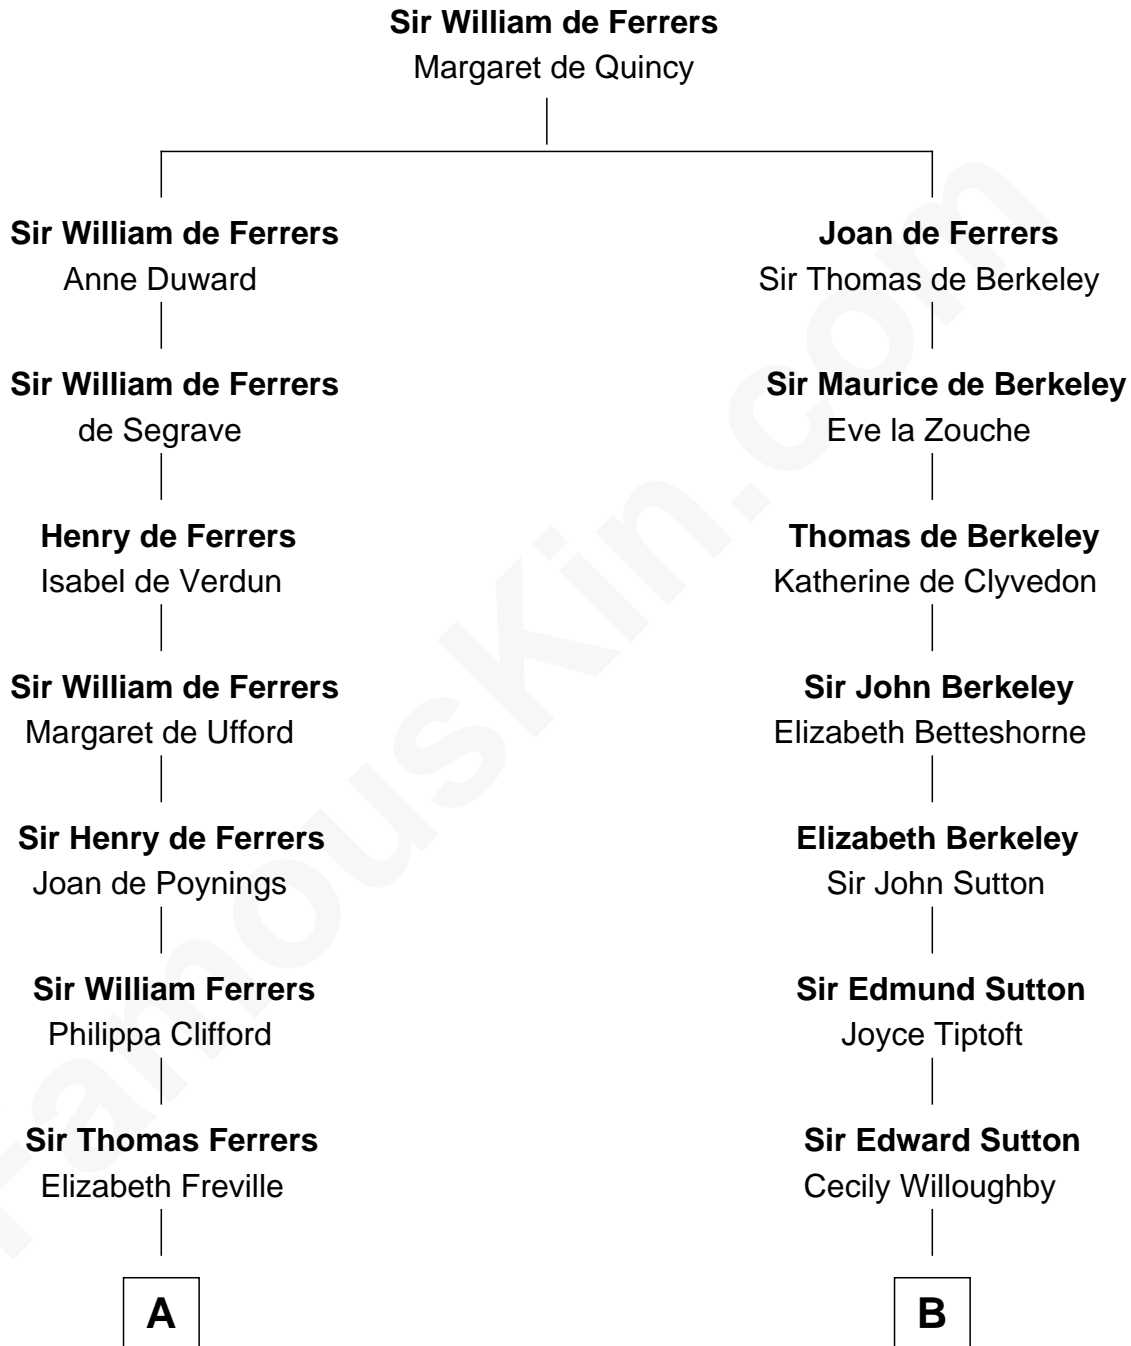 Sir William de Ferrers
Margaret de Quincy
Sir William de Ferrers
Anne Duward
Sir William de Ferrers
de Segrave
Henry de Ferrers
Isabel de Verdun
Sir William de Ferrers
Margaret de Ufford
Sir Henry de Ferrers
Joan de Poynings
Sir William Ferrers
Philippa Clifford
Sir Thomas Ferrers
Elizabeth Freville
A
Joan de Ferrers
Sir Thomas de Berkeley
Sir Maurice de Berkeley
Eve la Zouche
Thomas de Berkeley
Katherine de Clyvedon
Sir John Berkeley
Elizabeth Betteshorne
Elizabeth Berkeley
Sir John Sutton
Sir Edmund Sutton
Joyce Tiptoft
Sir Edward Sutton
Cecily Willoughby
B
FamousKin.com